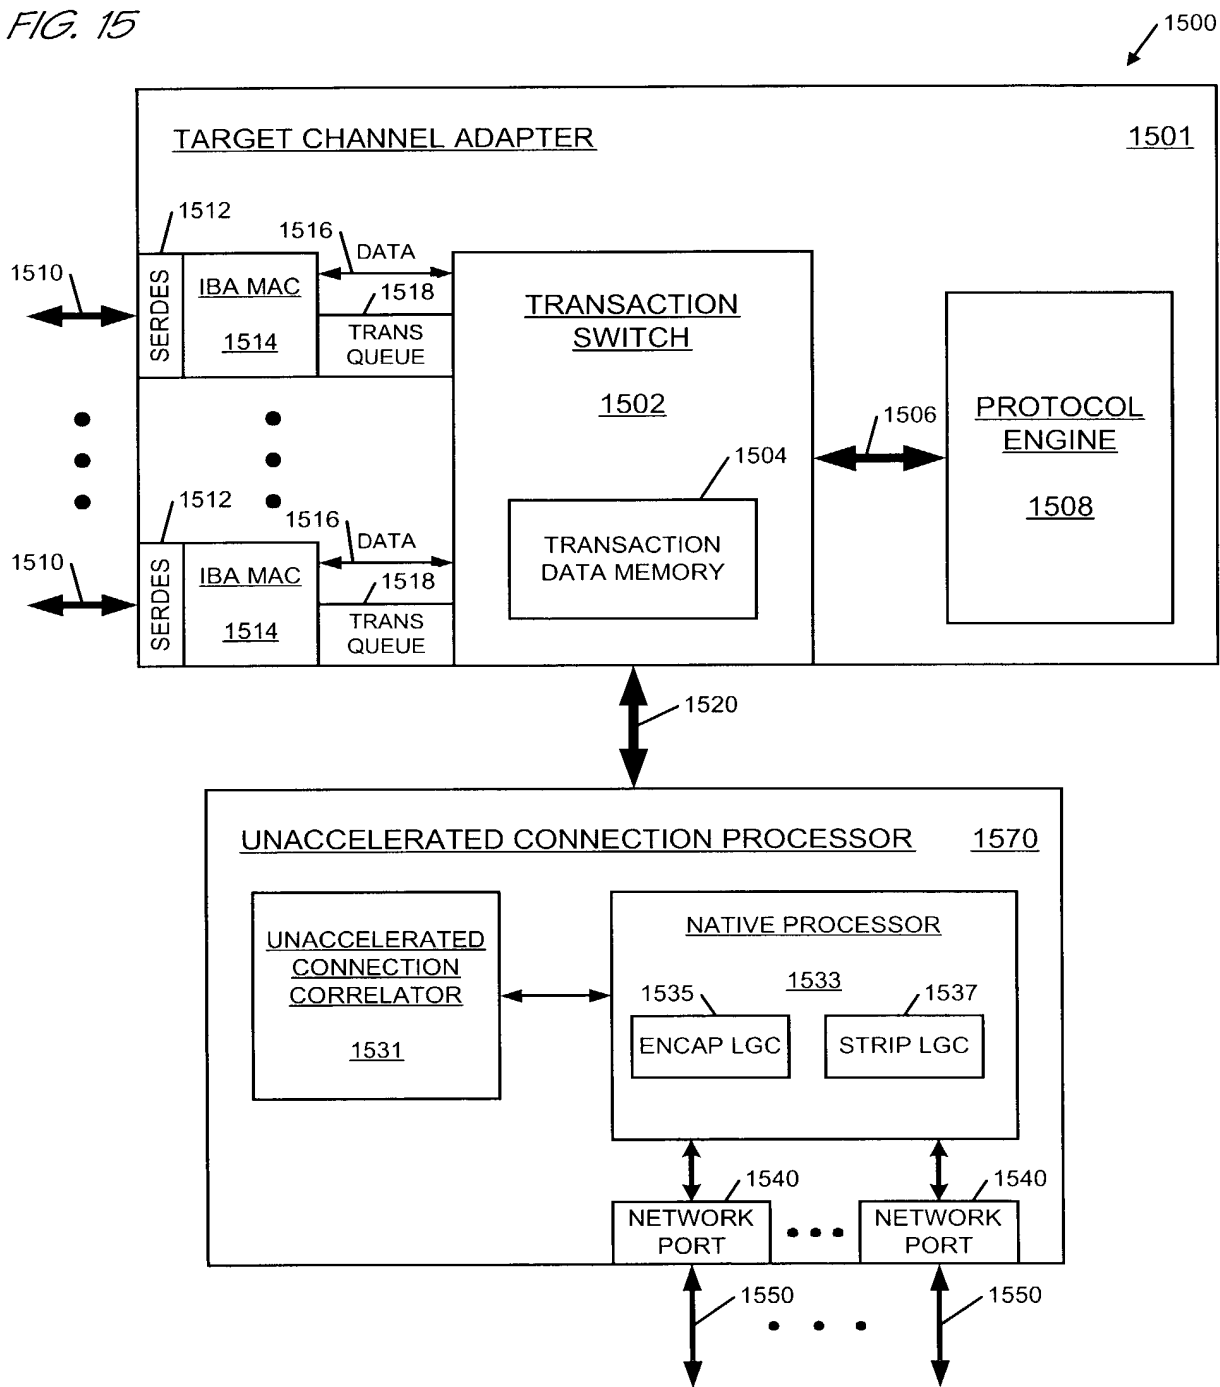 FIG. 15
1500
TARGET CHANNEL ADAPTER
1501
1512
1516
DATA
1510
SERDES
IBA MAC
1514
1518
TRANS
QUEUE
TRANSACTION
SWITCH
1502
1504
TRANSACTION
DATA MEMORY
1506
PROTOCOL
ENGINE
1508
1512
1516
DATA
1510
SERDES
IBA MAC
1514
1518
TRANS
QUEUE
1520
UNACCELERATED CONNECTION PROCESSOR
1570
UNACCELERATED
CONNECTION
CORRELATOR
1531
NATIVE PROCESSOR
1533
1535
ENCAP LGC
1537
STRIP LGC
1540
NETWORK
PORT
1540
NETWORK
PORT
1550
1550